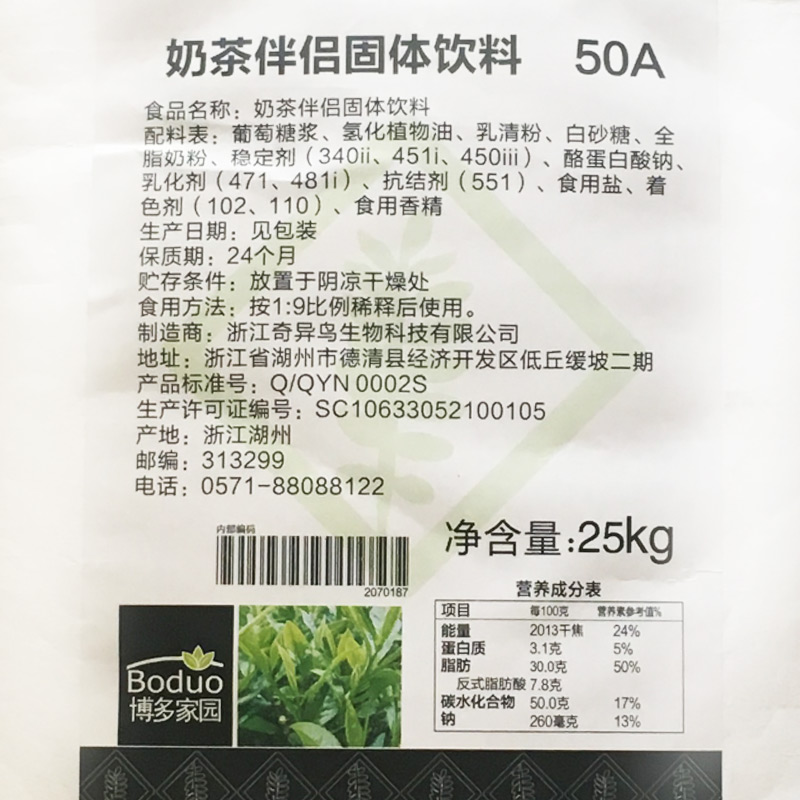 奶茶伴侣固体饮料 50A
食品名称：奶茶伴侣固体饮料
配料表：葡萄糖浆、氢化植物油、乳清粉、白砂糖、全
脂奶粉、稳定剂（340ii、451i、450iii）、酪蛋白酸钠、
乳化剂（471、481i）、抗结剂（551）、食用盐、着
色剂（102、110）、食用香精
生产日期：见包装
保质期：24个月
贮存条件：放置于阴凉干燥处
食用方法：按1:9比例稀释后使用。
制造商：浙江奇异鸟生物科技有限公司
地址：浙江省湖州市德清县经济开发区低丘缓坡二期
产品标准号：Q/QYN 0002S
生产许可证编号：SC10633052100105
产地：浙江湖州
邮编：313299
电话：0571-88088122
内部编码
2070187
净含量:25kg
营养成分表
项目 每100克 营养素参考值%
能量 2013千焦 24%
蛋白质 3.1克 5%
脂肪 30.0克 50%
反式脂肪酸 7.8克
碳水化合物 50.0克 17%
钠 260毫克 13%
Boduo
博多家园